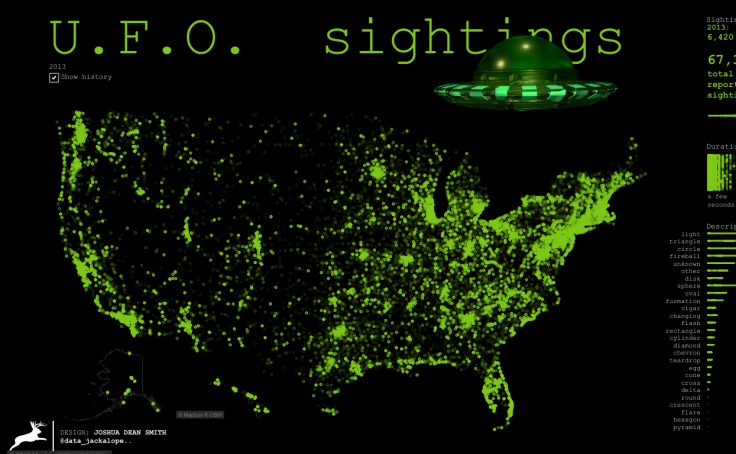 U.F.O. sightings
2013
Show history
2013:
6,420
total
sighti
a few
seconds
light
triangle
circle
fireball
unknown
other
disk
sphere
oval
formation
cigar
changing
flash
rectangle
cylinder
diamond
chevron
teardrop
egg
cone
cross
delta
round
crescent
flare
hexagon
pyramid
© Mapbox © OSM
DESIGN: JOSHUA DEAN SMITH
@data_jackalope..